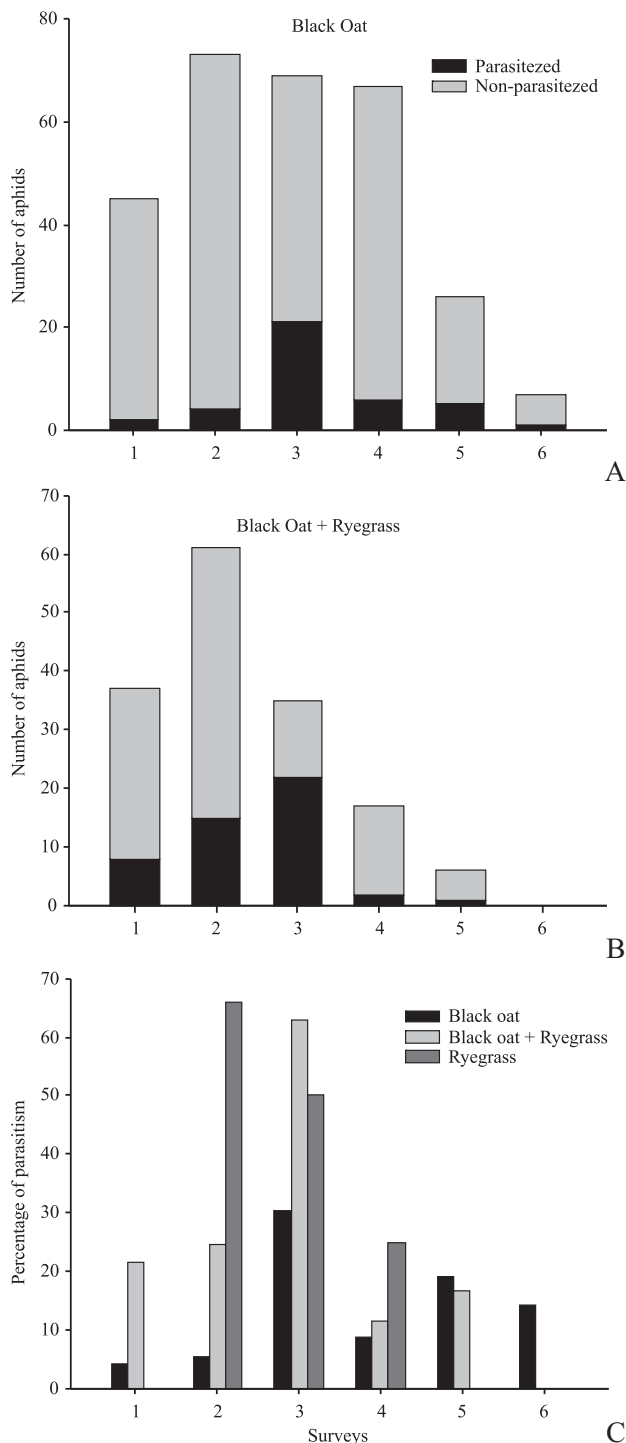 Black Oat
Parasitezed
Non-parasitezed
Number of aphids
80
60
40
20
0
1 2 3 4 5 6
A
Black Oat + Ryegrass
Number of aphids
70
60
50
40
30
20
10
0
1 2 3 4 5 6
B
Black oat
Black oat + Ryegrass
Ryegrass
Percentage of parasitism
70
60
50
40
30
20
10
0
1 2 3 4 5 6
Surveys
C